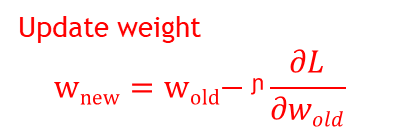 Update weight
w_new = w_old − ɲ ∂L/∂w_old